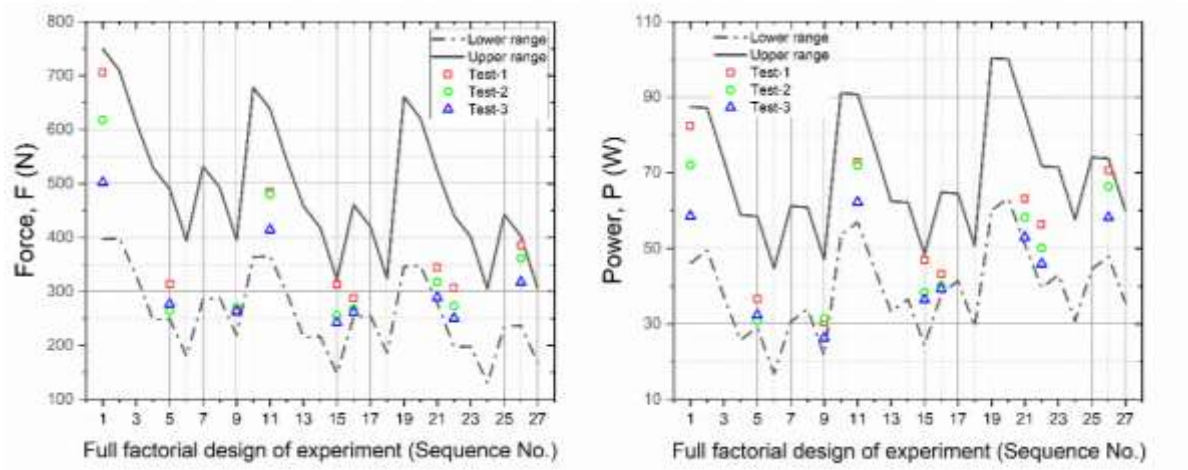 800
700
600
500
400
300
200
100
Force, F (N)
Lower range
Upper range
Test-1
Test-2
Test-3
1 3 5 7 9 11 13 15 17 19 21 23 25 27
Full factorial design of experiment (Sequence No.)
110
90
70
50
30
10
Power, P (W)
Lower range
Upper range
Test-1
Test-2
Test-3
1 3 5 7 9 11 13 15 17 19 21 23 25 27
Full factorial design of experiment (Sequence No.)